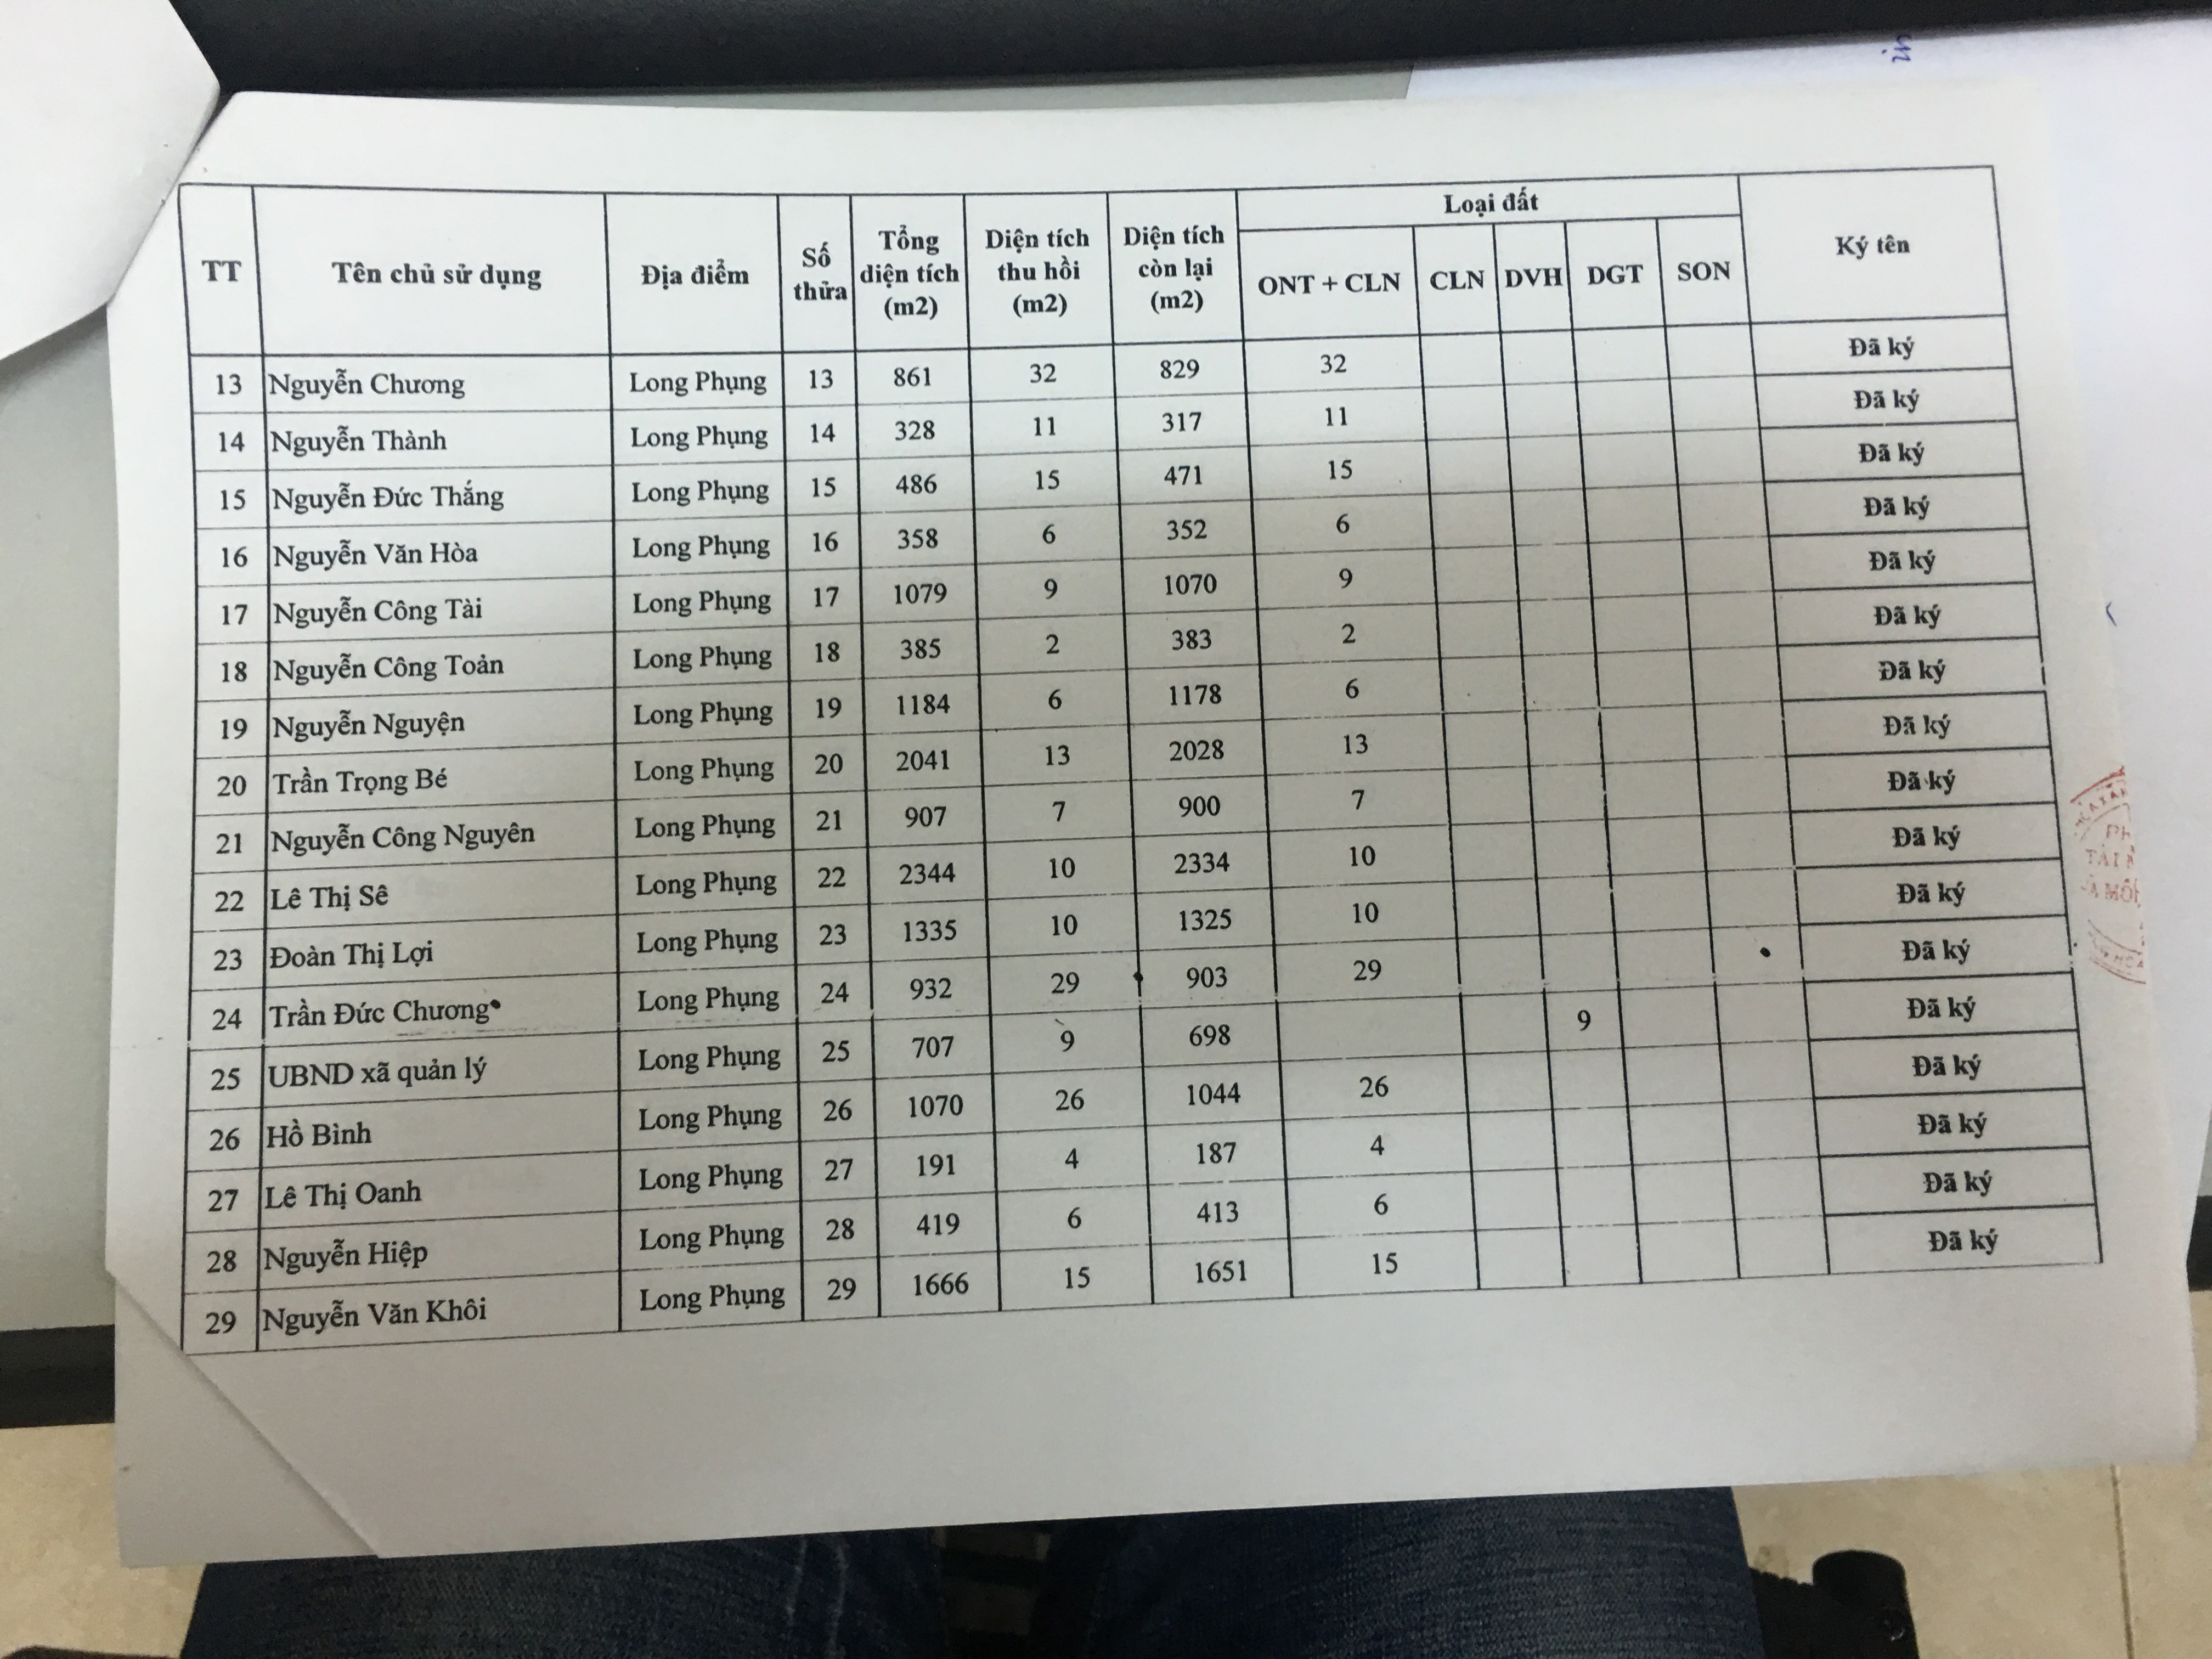 TT Tên chủ sử dụng Địa điểm Số thửa Tổng diện tích (m2) Diện tích thu hồi (m2) Diện tích còn lại (m2) Loại đất Ký tên
ONT + CLN CLN DVH DGT SON
13 Nguyễn Chương Long Phụng 13 861 32 829 32 Đã ký
14 Nguyễn Thành Long Phụng 14 328 11 317 11 Đã ký
15 Nguyễn Đức Thắng Long Phụng 15 486 15 471 15 Đã ký
16 Nguyễn Văn Hòa Long Phụng 16 358 6 352 6 Đã ký
17 Nguyễn Công Tài Long Phụng 17 1079 9 1070 9 Đã ký
18 Nguyễn Công Toản Long Phụng 18 385 2 383 2 Đã ký
19 Nguyễn Nguyện Long Phụng 19 1184 6 1178 6 Đã ký
20 Trần Trọng Bé Long Phụng 20 2041 13 2028 13 Đã ký
21 Nguyễn Công Nguyên Long Phụng 21 907 7 900 7 Đã ký
22 Lê Thị Sê Long Phụng 22 2344 10 2334 10 Đã ký
23 Đoàn Thị Lợi Long Phụng 23 1335 10 1325 10 Đã ký
24 Trần Đức Chương Long Phụng 24 932 29 903 29 Đã ký
25 UBND xã quản lý Long Phụng 25 707 9 698 9 Đã ký
26 Hồ Bình Long Phụng 26 1070 26 1044 26 Đã ký
27 Lê Thị Oanh Long Phụng 27 191 4 187 4 Đã ký
28 Nguyễn Hiệp Long Phụng 28 419 6 413 6 Đã ký
29 Nguyễn Văn Khôi Long Phụng 29 1666 15 1651 15 Đã ký